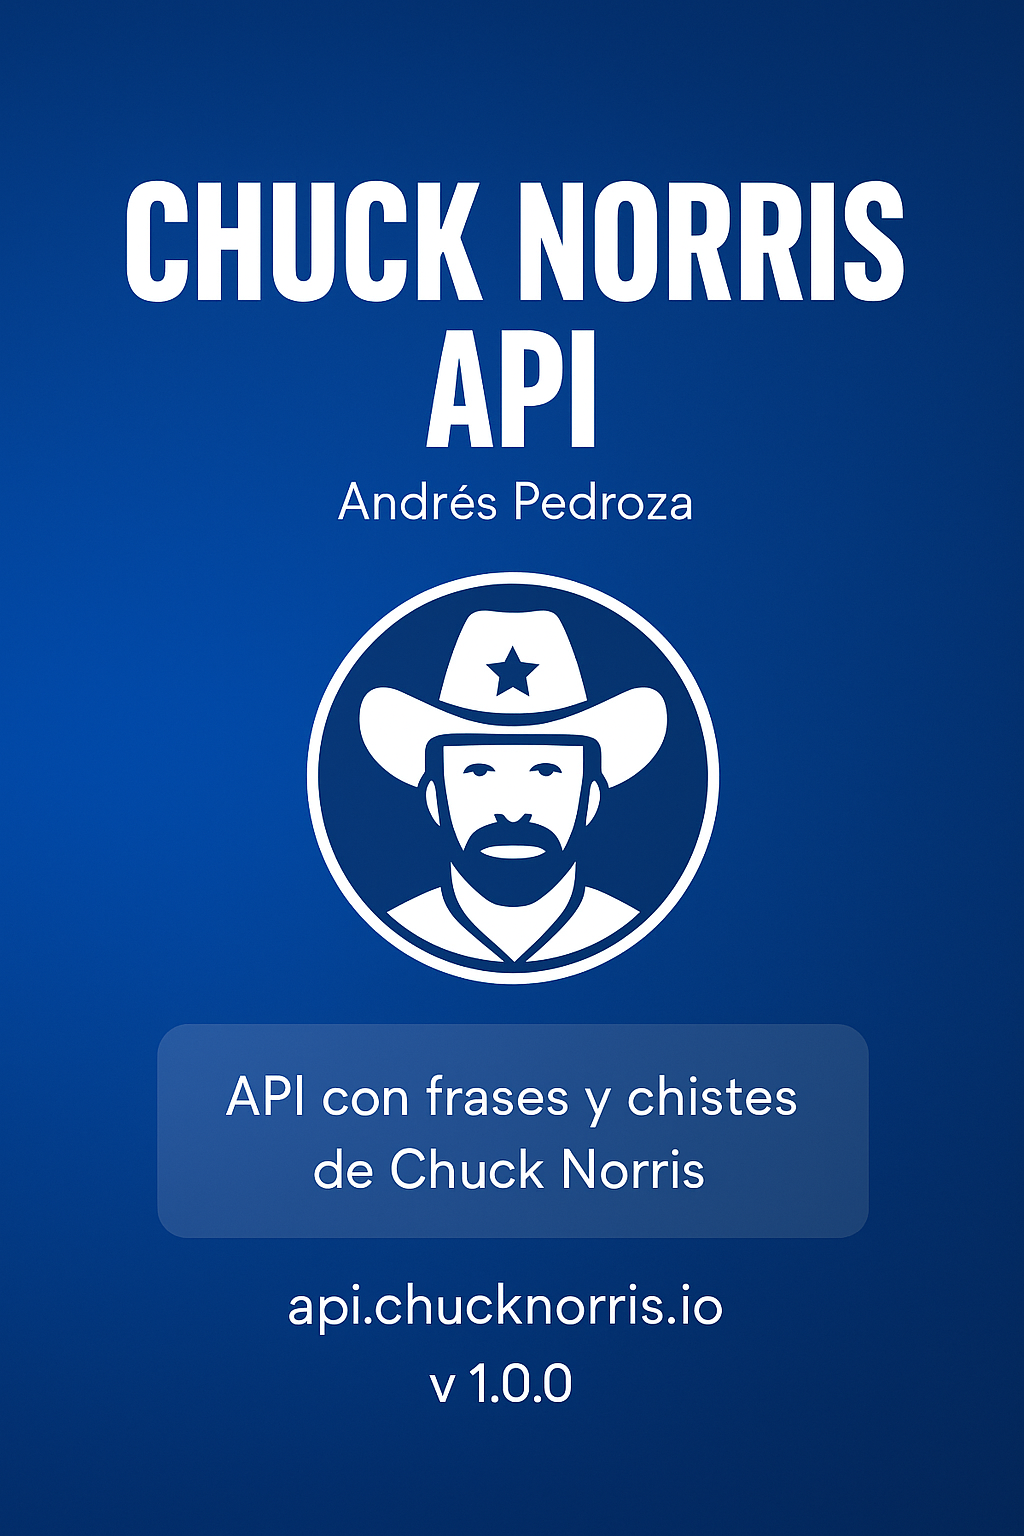 CHUCK NORRIS
API
Andrés Pedroza
API con frases y chistes
de Chuck Norris
api.chucknorris.io
v 1.0.0